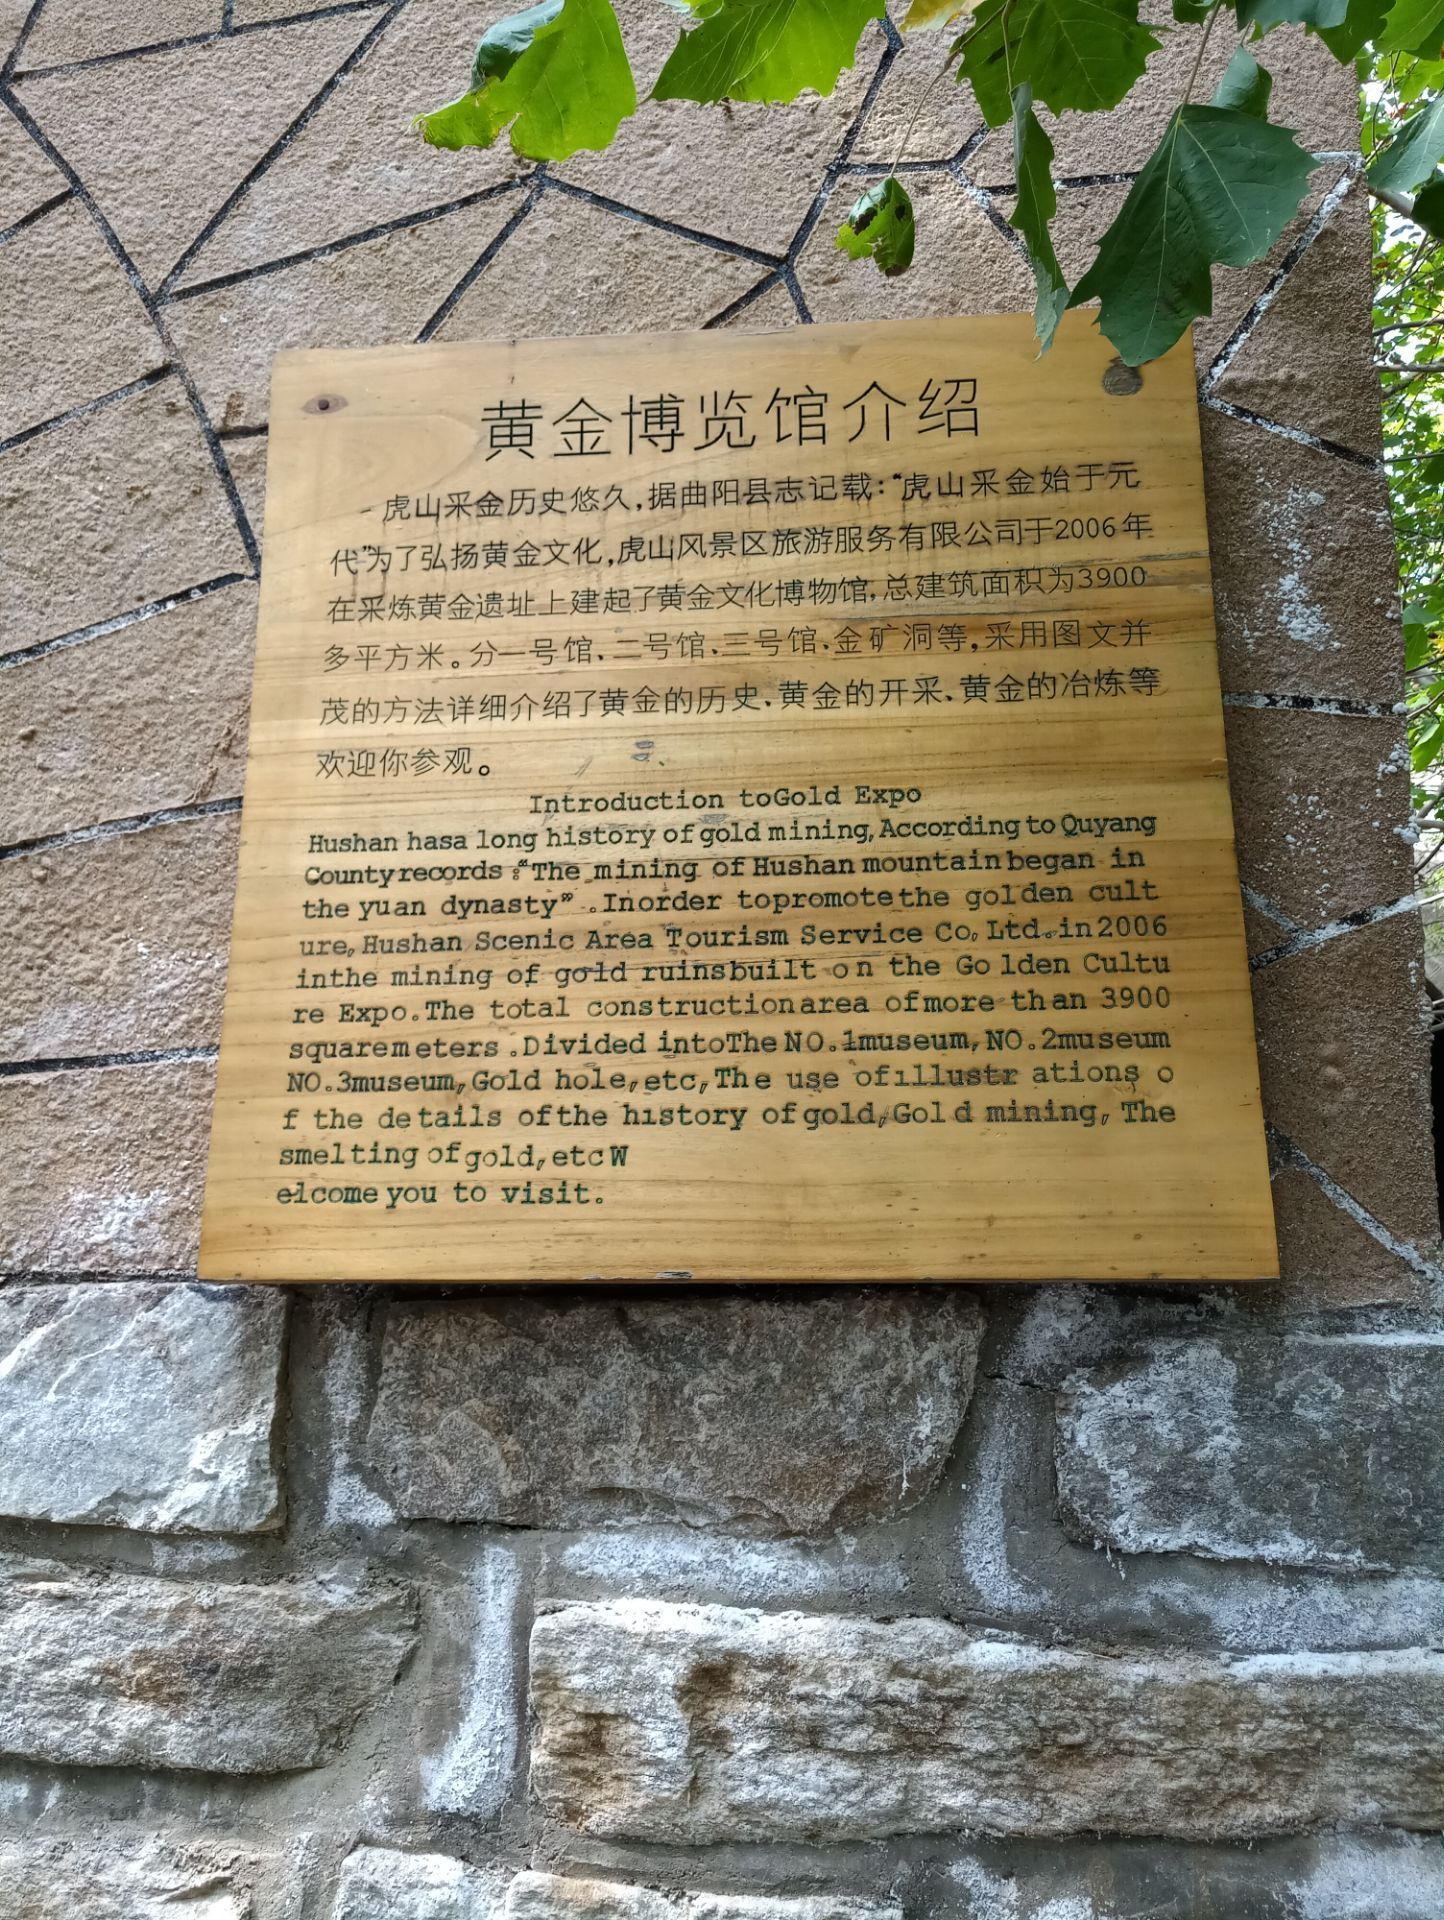 黄金博览馆介绍
虎山采金历史悠久,据曲阳县志记载:“虎山采金始于元
代”为了弘扬黄金文化,虎山风景区旅游服务有限公司于2006年
在采炼黄金遗址上建起了黄金文化博物馆,总建筑面积为3900
多平方米。分一号馆、二号馆、三号馆、金矿洞等,采用图文并
茂的方法详细介绍了黄金的历史、黄金的开采、黄金的冶炼等
欢迎你参观。
Introduction toGold Expo
Hushan hasa long history of gold mining, According to Quyang
County records :“The mining of Hushan mountain began in
the yuan dynasty” .Inorder topromote the golden cult
ure, Hushan Scenic Area Tourism Service Co, Ltd.in 2006
inthe mining of gold ruinsbuilt on the Go lden Cultu
re Expo.The total constructionarea ofmore than 3900
squaremeters .Divided intoThe NO.1museum, NO.2museum
NO.3museum, Gold hole, etc, The use ofillustr ations o
f the details ofthe history of gold, Gold mining, The
smelting of gold, etc W
elcome you to visit.